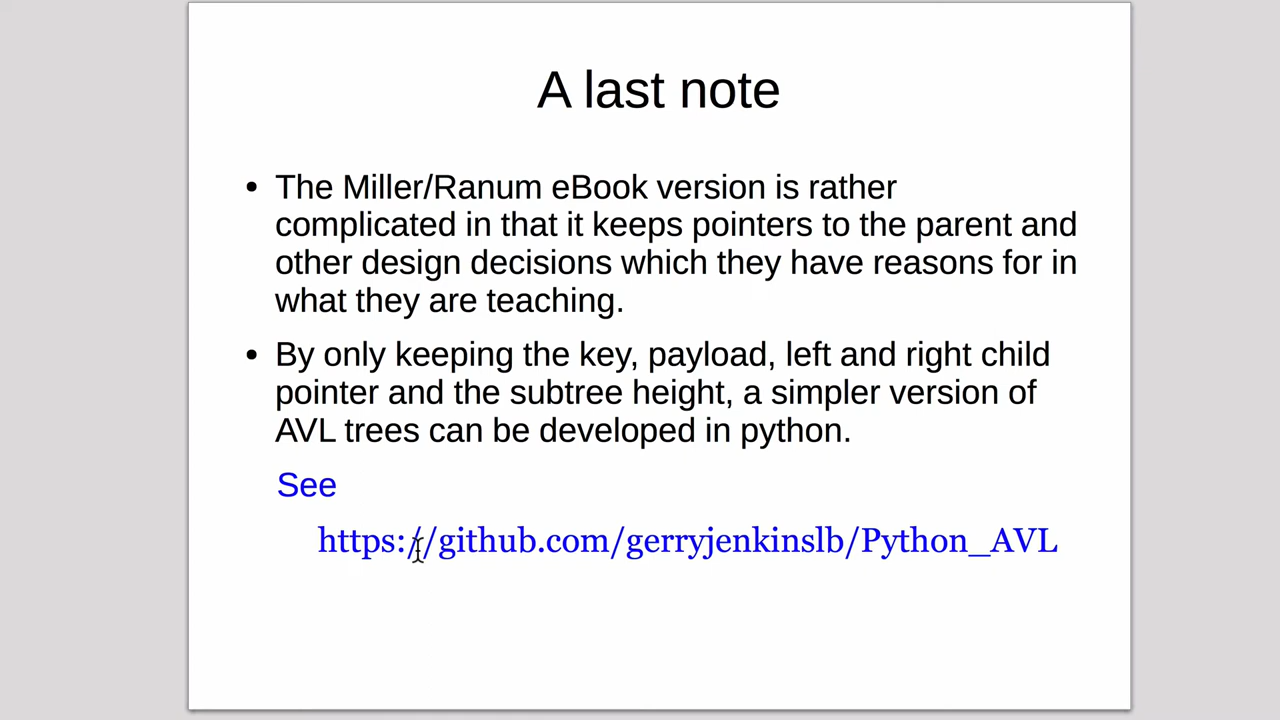 A last note
• The Miller/Ranum eBook version is rather
complicated in that it keeps pointers to the parent and
other design decisions which they have reasons for in
what they are teaching.
• By only keeping the key, payload, left and right child
pointer and the subtree height, a simpler version of
AVL trees can be developed in python.
See
https://github.com/gerryjenkinslb/Python_AVL